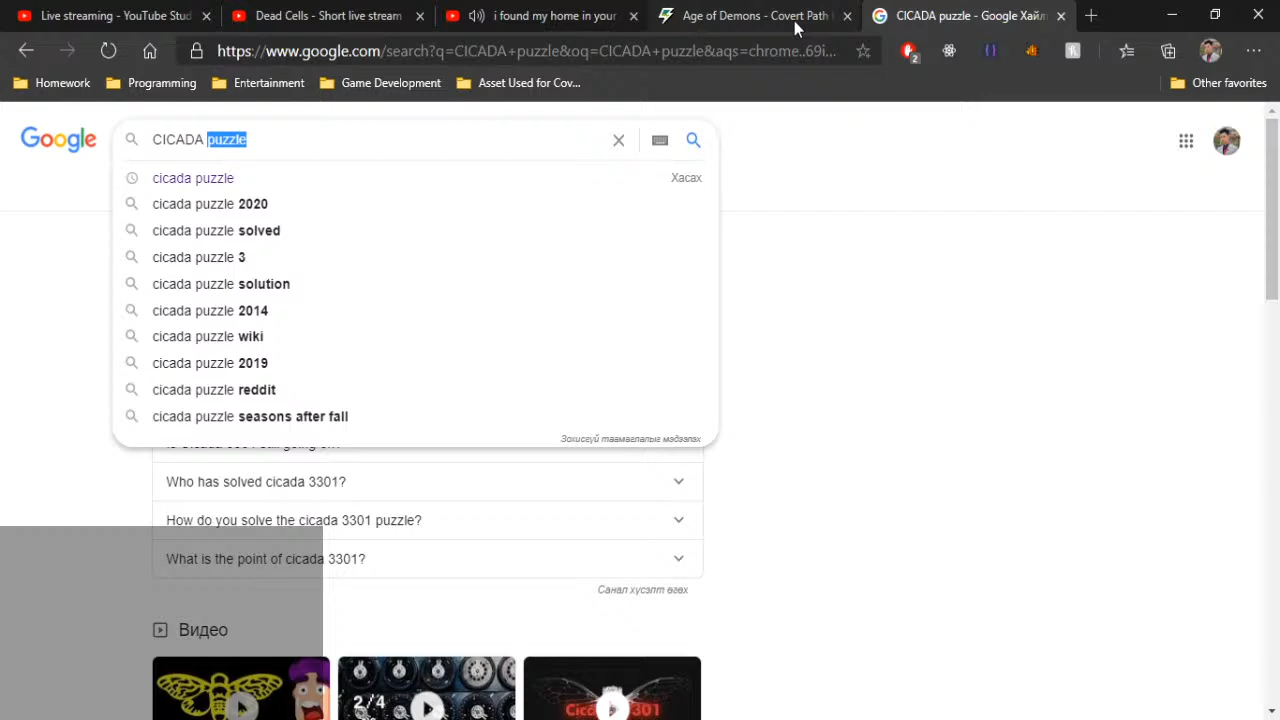 Live streaming - YouTube Stud
Dead Cells - Short live stream
i found my home in your
Age of Demons - Covert Path
CICADA puzzle - Google Хайлт
https://www.google.com/search?q=CICADA+puzzle&oq=CICADA+puzzle&aqs=chrome..69i...
2
Homework
Programming
Entertainment
Game Development
Asset Used for Cov...
Other favorites
Google
CICADA puzzle
cicada puzzle
Хасах
cicada puzzle 2020
cicada puzzle solved
cicada puzzle 3
cicada puzzle solution
cicada puzzle 2014
cicada puzzle wiki
cicada puzzle 2019
cicada puzzle reddit
cicada puzzle seasons after fall
Зохисгүй таамаглалыг мэдээлэх
Who has solved cicada 3301?
How do you solve the cicada 3301 puzzle?
What is the point of cicada 3301?
Санал хүсэлт өгөх
Видео
2/4